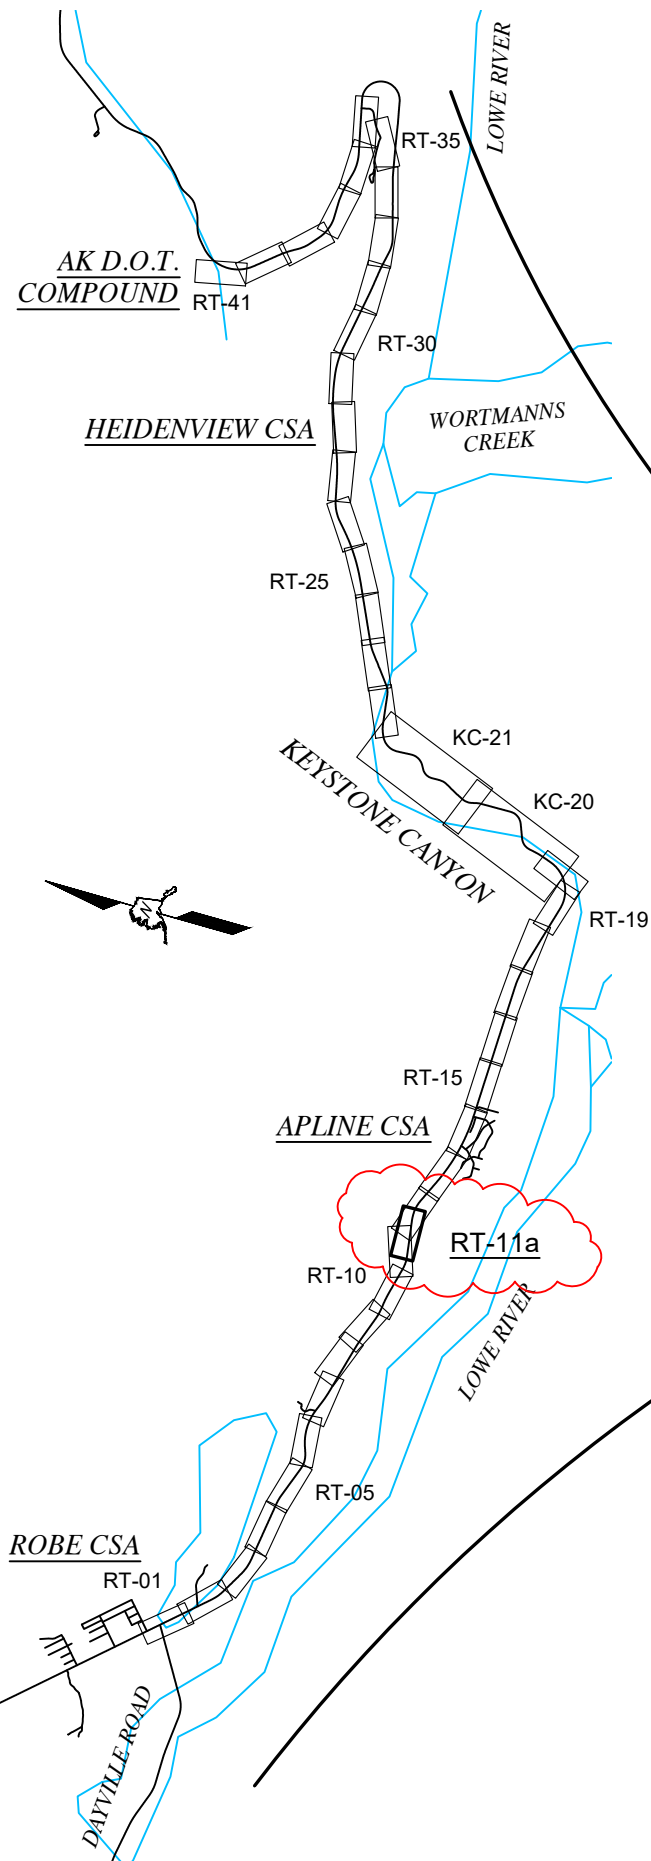 LOWE RIVER
RT-35
AK D.O.T.
COMPOUND
RT-41
RT-30
HEIDENVIEW CSA
WORTMANNS
CREEK
RT-25
KC-21
KEYSTONE CANYON
KC-20
N
RT-19
RT-15
APLINE CSA
RT-11a
RT-10
LOWE RIVER
RT-05
ROBE CSA
RT-01
DAYVILLE ROAD